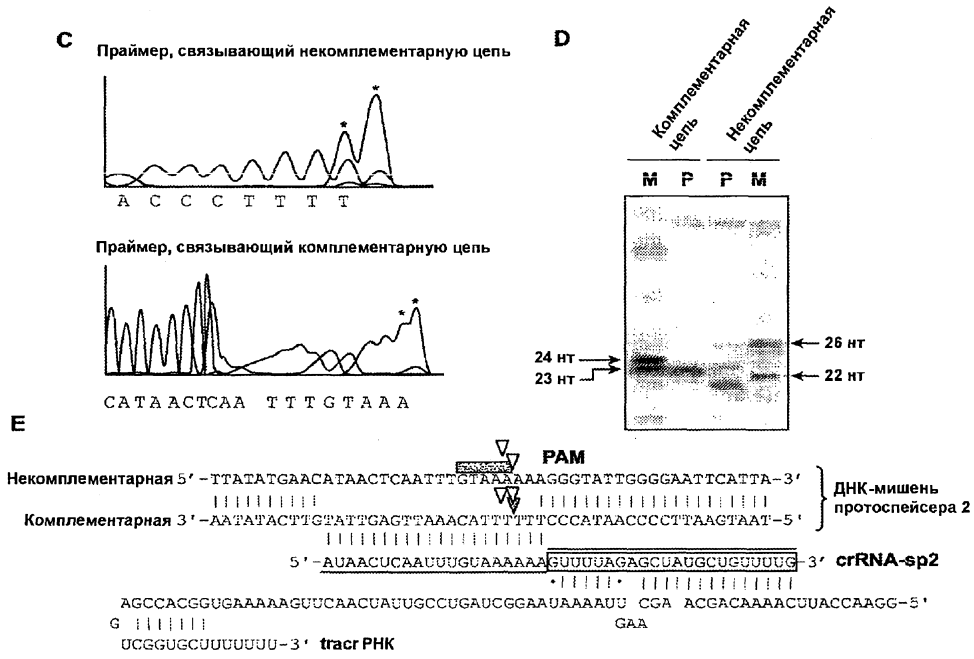 C
Праймер, связывающий некомплементарную цепь
* *
A C C C T T T T
Праймер, связывающий комплементарную цепь
* *
CATAACTCAA TTTGTAAA
D
Комплементарная цепь
Некомплементарная цепь
M P P M
24 нт
23 нт
26 нт
22 нт
E
PAM
Некомплементарная 5'-TTATATGAACATAACTCAATTTGTAAAAAAGGGTATTGGGGAATTCATTA-3'
Комплементарная 3'-AATATACTTGTATTGAGTTAAACATTTTTTCCCATAACCCCTTAAGTAAT-5'
ДНК-мишень протоспейсера 2
5'-AUAACUCAAUUUGUAAAAAAGUUUUAGAGCUAUGCUGUUUUG-3' crRNA-sp2
AGCCACGGUGAAAAAGUUCAACUAUUGCCUGAUCGGAAUAAAAUU CGA ACGACAAAACUUACCAAGG-5'
G GAA
UCGGUGCUUUUUUU-3' tracr РНК